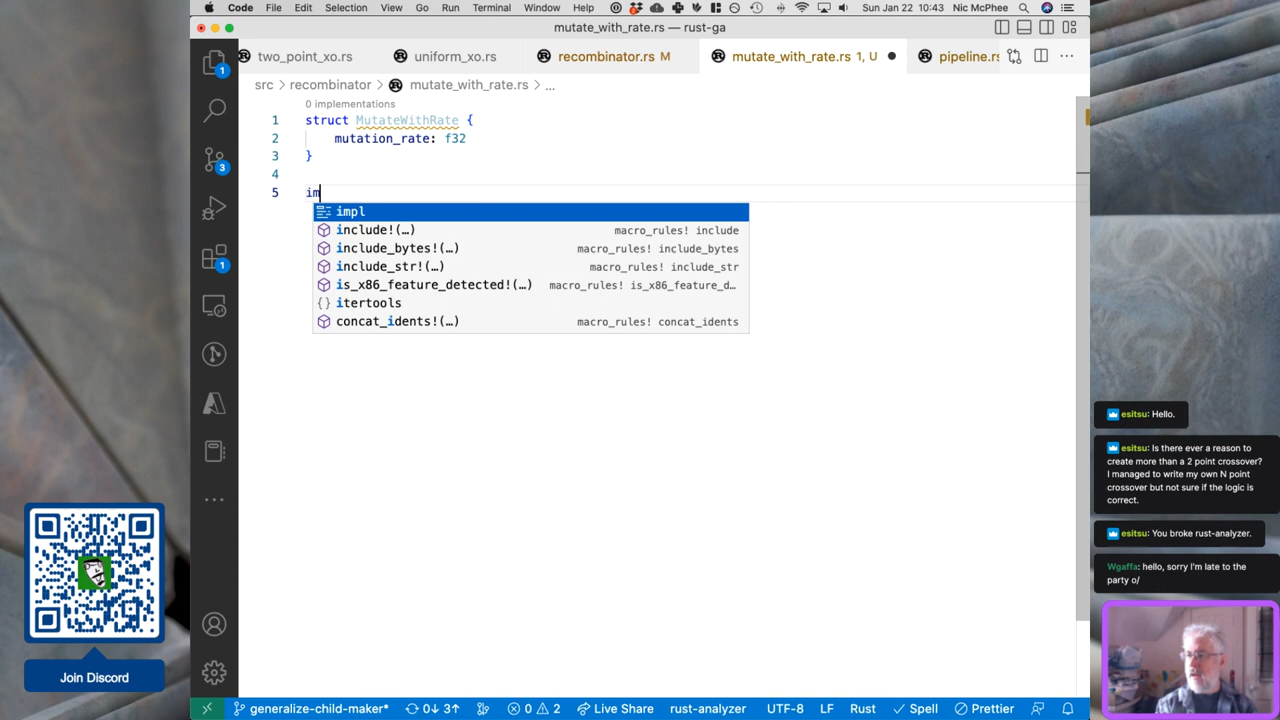 Code File Edit Selection View Go Run Terminal Window Help Sun Jan 22 10:43 Nic McPhee
mutate_with_rate.rs — rust-ga
two_point_xo.rs uniform_xo.rs recombinator.rs M mutate_with_rate.rs 1, U pipeline.rs
src > recombinator > mutate_with_rate.rs > ...
0 implementations
1 struct MutateWithRate {
2 mutation_rate: f32
3 }
4
5 im
impl
include!(…) macro_rules! include
include_bytes!(…) macro_rules! include_bytes
include_str!(…) macro_rules! include_str
is_x86_feature_detected!(…) macro_rules! is_x86_feature_d…
{} itertools
concat_idents!(…) macro_rules! concat_idents
1
3
1
esitsu: Hello.
esitsu: Is there ever a reason to
create more than a 2 point crossover?
I managed to write my own N point
crossover but not sure if the logic is
correct.
esitsu: You broke rust-analyzer.
Wgaffa: hello, sorry I'm late to the
party o/
Join Discord
generalize-child-maker* 0↓ 3↑ 0 2 Live Share rust-analyzer UTF-8 LF Rust Spell Prettier